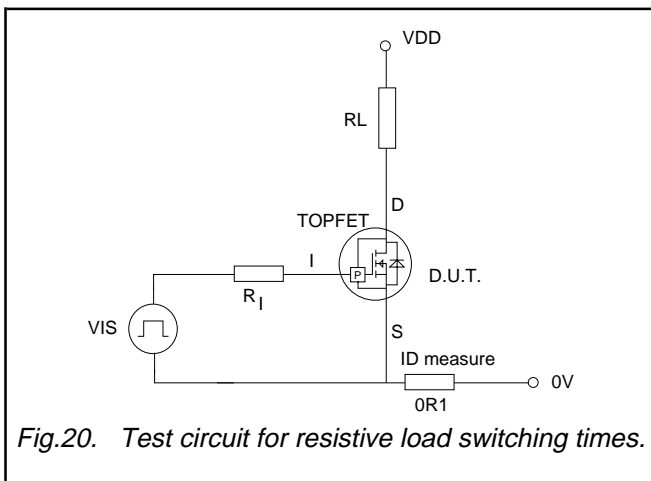 VDD
RL
D
TOPFET
I
P
D.U.T.
R I
VIS
S
ID measure
0V
0R1
Fig.20. Test circuit for resistive load switching times.